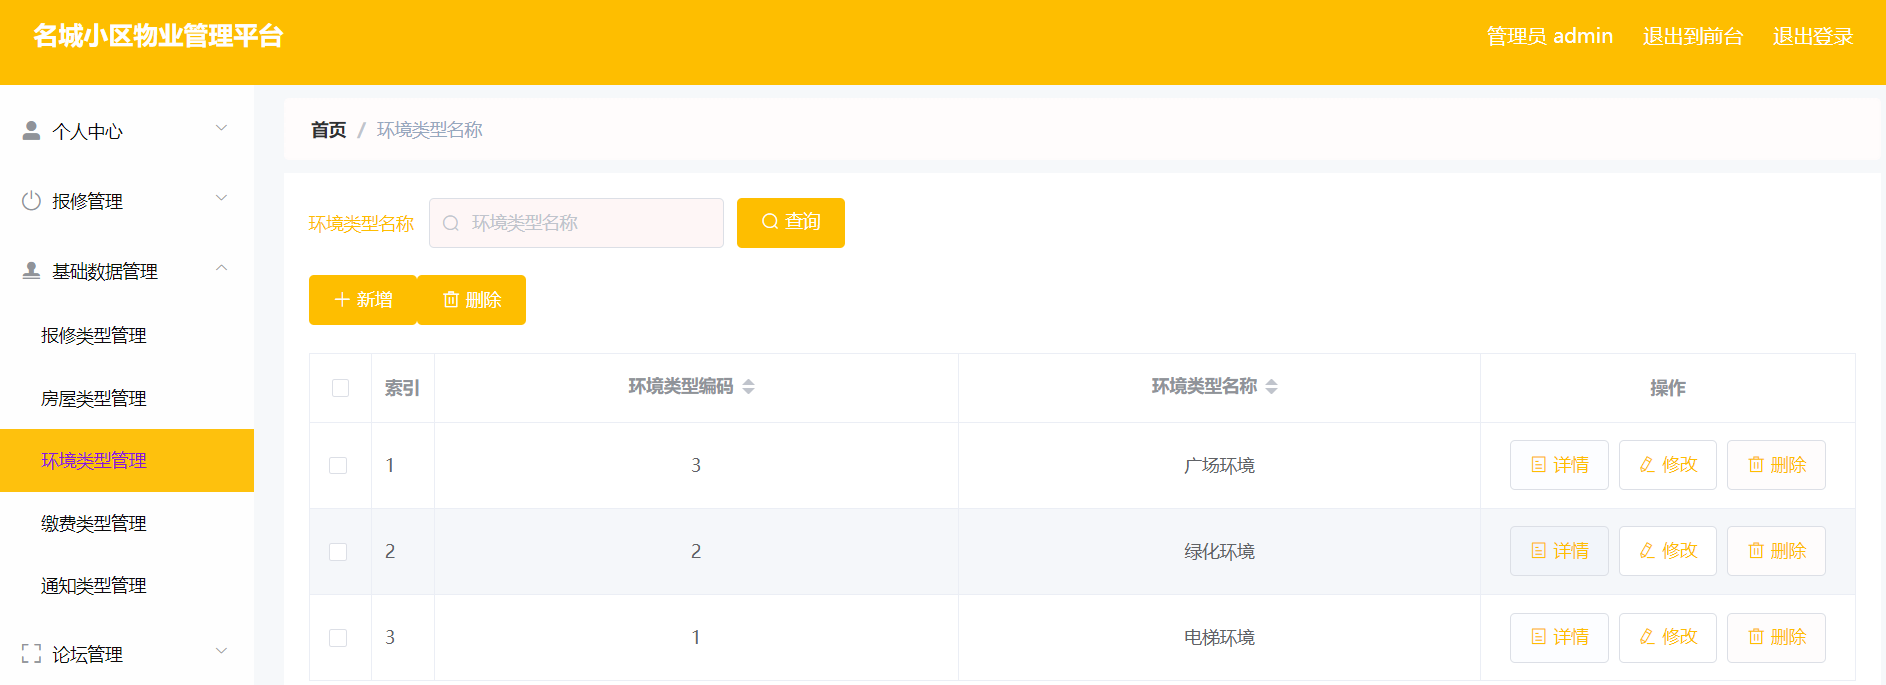 名城小区物业管理平台
管理员 admin 退出到前台 退出登录
个人中心
报修管理
基础数据管理
报修类型管理
房屋类型管理
环境类型管理
缴费类型管理
通知类型管理
论坛管理
首页 / 环境类型名称
环境类型名称 环境类型名称 查询
新增 删除
索引 环境类型编码 环境类型名称 操作
1 3 广场环境 详情 修改 删除
2 2 绿化环境 详情 修改 删除
3 1 电梯环境 详情 修改 删除